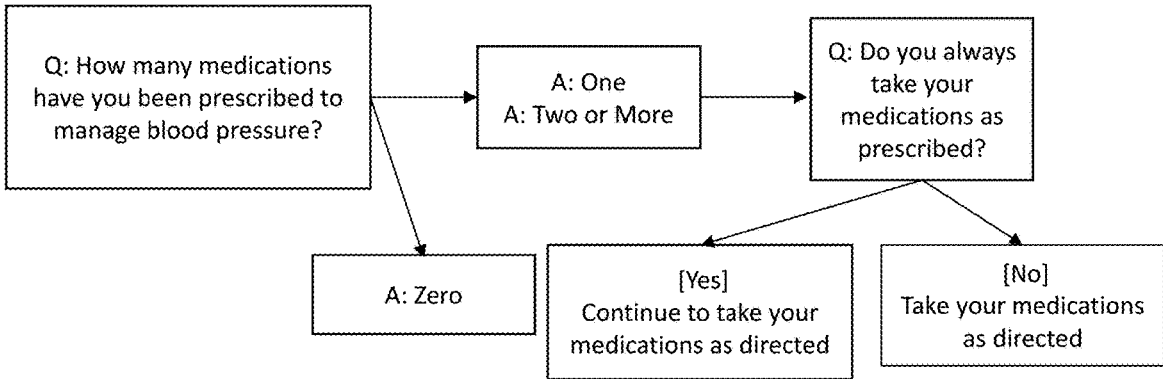 Q: How many medications
have you been prescribed to
manage blood pressure?
A: One
A: Two or More
Q: Do you always
take your
medications as
prescribed?
A: Zero
[Yes]
Continue to take your
medications as directed
[No]
Take your medications
as directed